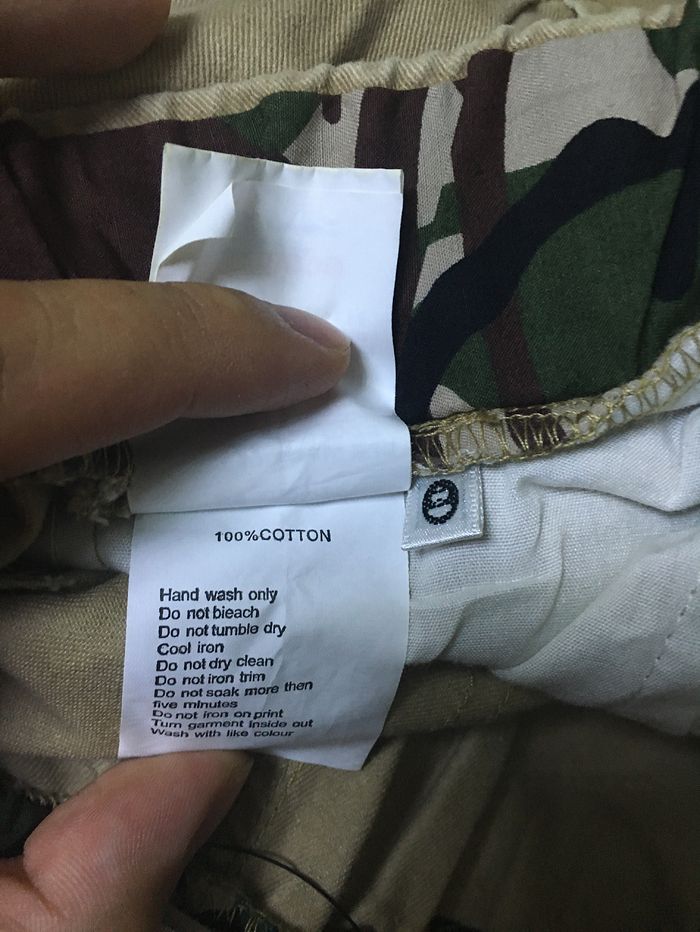 100%COTTON
Hand wash only
Do not bleach
Do not tumble dry
Cool iron
Do not dry clean
Do not iron trim
Do not soak more then
five minutes
Do not iron on print
Turn garment inside out
Wash with like colour